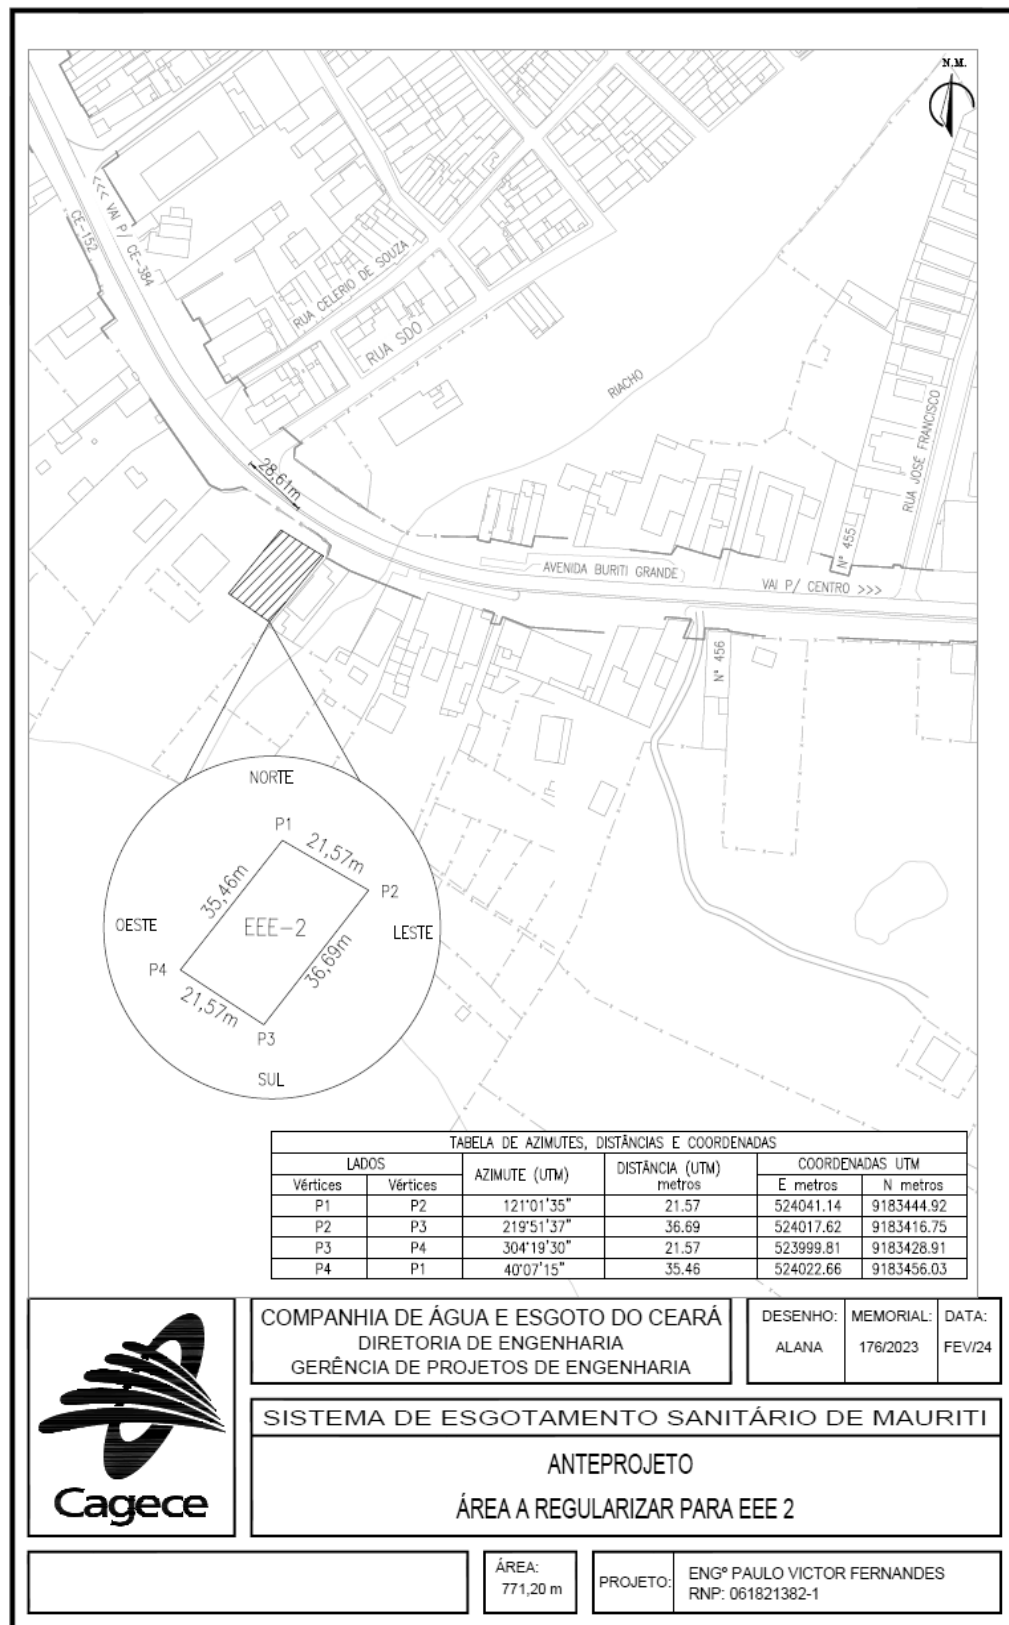 N.M.
<<< VAI P/ CE-384
CE-152
RUA CELERIO DE SOUZA
RUA SDO
RIACHO
RUA JOSÉ FRANCISCO
28,61m
Nº 455
AVENIDA BURITI GRANDE
VAI P/ CENTRO >>>
Nº 456
NORTE
P1
21,57m
P2
35,46m
OESTE
EEE-2
LESTE
36,69m
P4
21,57m
P3
SUL
TABELA DE AZIMUTES, DISTÂNCIAS E COORDENADAS
LADOS AZIMUTE (UTM) DISTÂNCIA (UTM) metros COORDENADAS UTM
Vértices Vértices E metros N metros
P1 P2 121°01'35" 21.57 524041.14 9183444.92
P2 P3 219°51'37" 36.69 524017.62 9183416.75
P3 P4 304°19'30" 21.57 523999.81 9183428.91
P4 P1 40°07'15" 35.46 524022.66 9183456.03
Cagece
COMPANHIA DE ÁGUA E ESGOTO DO CEARÁ
DIRETORIA DE ENGENHARIA
GERÊNCIA DE PROJETOS DE ENGENHARIA
DESENHO: MEMORIAL: DATA:
ALANA 176/2023 FEV/24
SISTEMA DE ESGOTAMENTO SANITÁRIO DE MAURITI
ANTEPROJETO
ÁREA A REGULARIZAR PARA EEE 2
ÁREA:
771,20 m
PROJETO:
ENGº PAULO VICTOR FERNANDES
RNP: 061821382-1